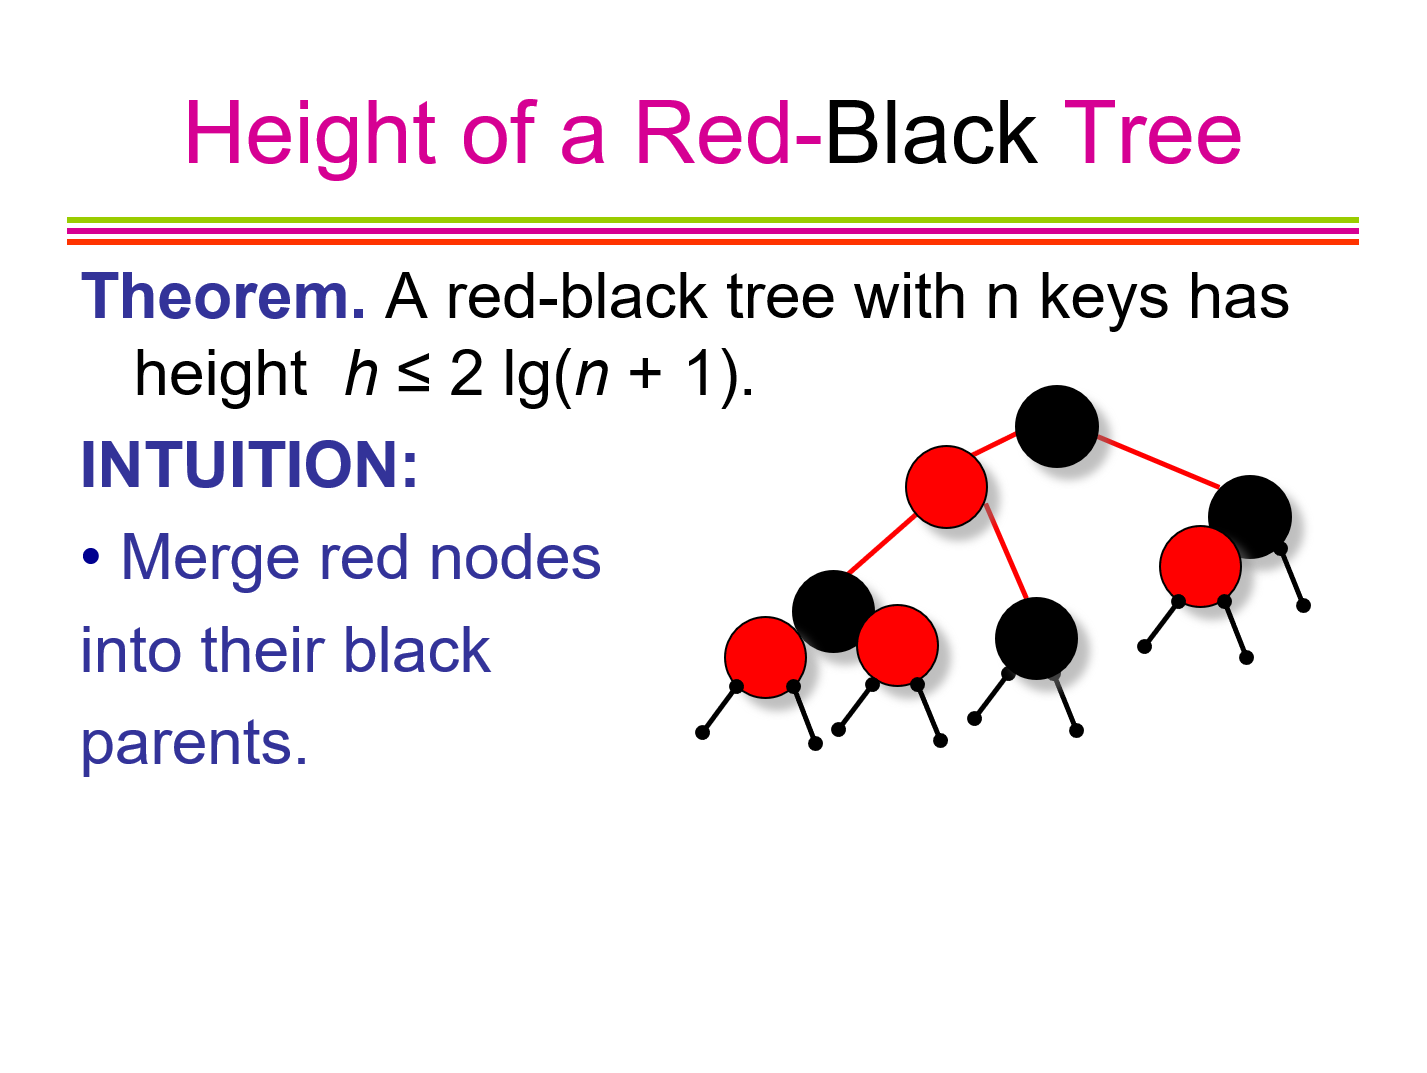 Height of a Red-Black Tree
Theorem. A red-black tree with n keys has
height h ≤ 2 lg(n + 1).
INTUITION:
• Merge red nodes
into their black
parents.